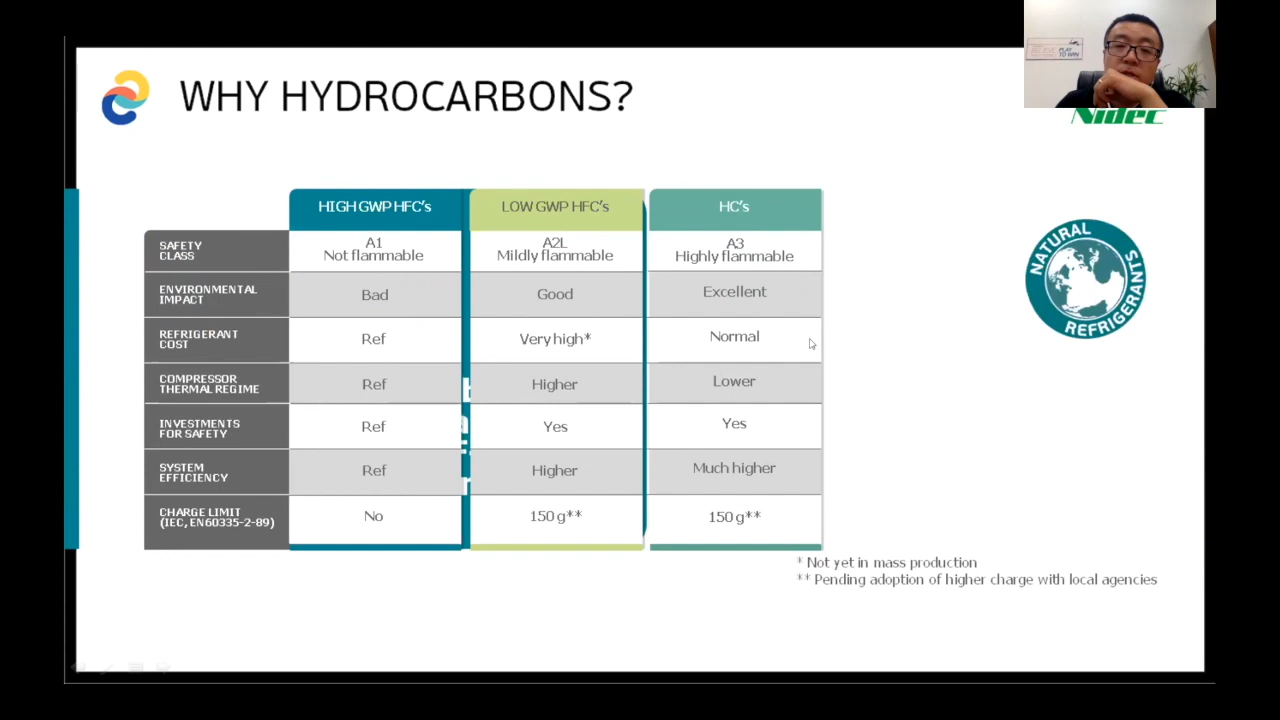 WHY HYDROCARBONS?
PLAY
TO WIN
Nidec
HIGH GWP HFC's
LOW GWP HFC's
HC's
SAFETY
CLASS
A1
Not flammable
A2L
Mildly flammable
A3
Highly flammable
ENVIRONMENTAL
IMPACT
Bad
Good
Excellent
REFRIGERANT
COST
Ref
Very high*
Normal
COMPRESSOR
THERMAL REGIME
Ref
Higher
Lower
INVESTMENTS
FOR SAFETY
Ref
Yes
Yes
SYSTEM
EFFICIENCY
Ref
Higher
Much higher
CHARGE LIMIT
(IEC, EN60335-2-89)
No
150 g**
150 g**
NATURAL
REFRIGERANTS
* Not yet in mass production
** Pending adoption of higher charge with local agencies